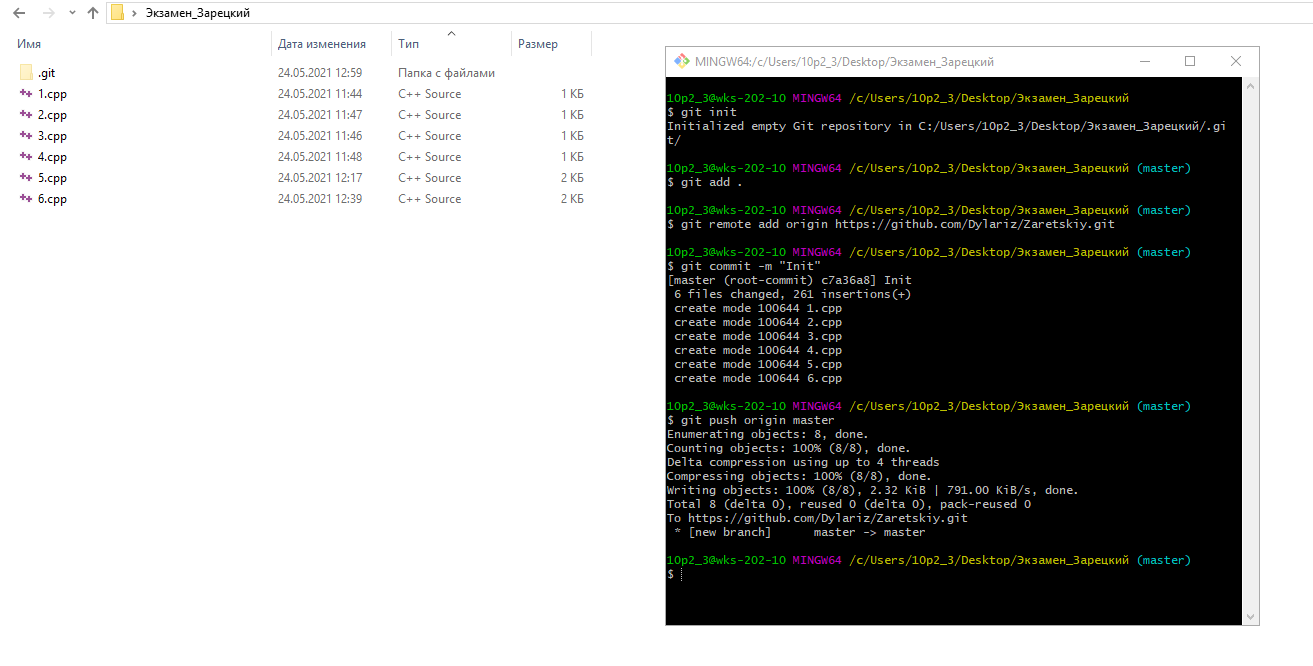 Экзамен_Зарецкий
Имя Дата изменения Тип Размер
.git 24.05.2021 12:59 Папка с файлами
1.cpp 24.05.2021 11:44 C++ Source 1 КБ
2.cpp 24.05.2021 11:47 C++ Source 1 КБ
3.cpp 24.05.2021 11:46 C++ Source 1 КБ
4.cpp 24.05.2021 11:48 C++ Source 1 КБ
5.cpp 24.05.2021 12:17 C++ Source 2 КБ
6.cpp 24.05.2021 12:39 C++ Source 2 КБ
MINGW64:/c/Users/10p2_3/Desktop/Экзамен_Зарецкий
10p2_3@wks-202-10 MINGW64 /c/Users/10p2_3/Desktop/Экзамен_Зарецкий
$ git init
Initialized empty Git repository in C:/Users/10p2_3/Desktop/Экзамен_Зарецкий/.gi
t/
10p2_3@wks-202-10 MINGW64 /c/Users/10p2_3/Desktop/Экзамен_Зарецкий (master)
$ git add .
10p2_3@wks-202-10 MINGW64 /c/Users/10p2_3/Desktop/Экзамен_Зарецкий (master)
$ git remote add origin https://github.com/Dylariz/Zaretskiy.git
10p2_3@wks-202-10 MINGW64 /c/Users/10p2_3/Desktop/Экзамен_Зарецкий (master)
$ git commit -m "Init"
[master (root-commit) c7a36a8] Init
6 files changed, 261 insertions(+)
create mode 100644 1.cpp
create mode 100644 2.cpp
create mode 100644 3.cpp
create mode 100644 4.cpp
create mode 100644 5.cpp
create mode 100644 6.cpp
10p2_3@wks-202-10 MINGW64 /c/Users/10p2_3/Desktop/Экзамен_Зарецкий (master)
$ git push origin master
Enumerating objects: 8, done.
Counting objects: 100% (8/8), done.
Delta compression using up to 4 threads
Compressing objects: 100% (8/8), done.
Writing objects: 100% (8/8), 2.32 KiB | 791.00 KiB/s, done.
Total 8 (delta 0), reused 0 (delta 0), pack-reused 0
To https://github.com/Dylariz/Zaretskiy.git
* [new branch] master -> master
10p2_3@wks-202-10 MINGW64 /c/Users/10p2_3/Desktop/Экзамен_Зарецкий (master)
$